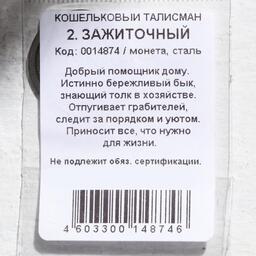 КОШЕЛЬКОВЫЙ ТАЛИСМАН
2. ЗАЖИТОЧНЫЙ
Код: 0014874 / монета, сталь
Добрый помощник дому.
Истинно бережливый бык,
знающий толк в хозяйстве.
Отпугивает грабителей,
следит за порядком и уютом.
Приносит все, что нужно
для жизни.
Не подлежит обяз. сертификации.
4 603300 148746